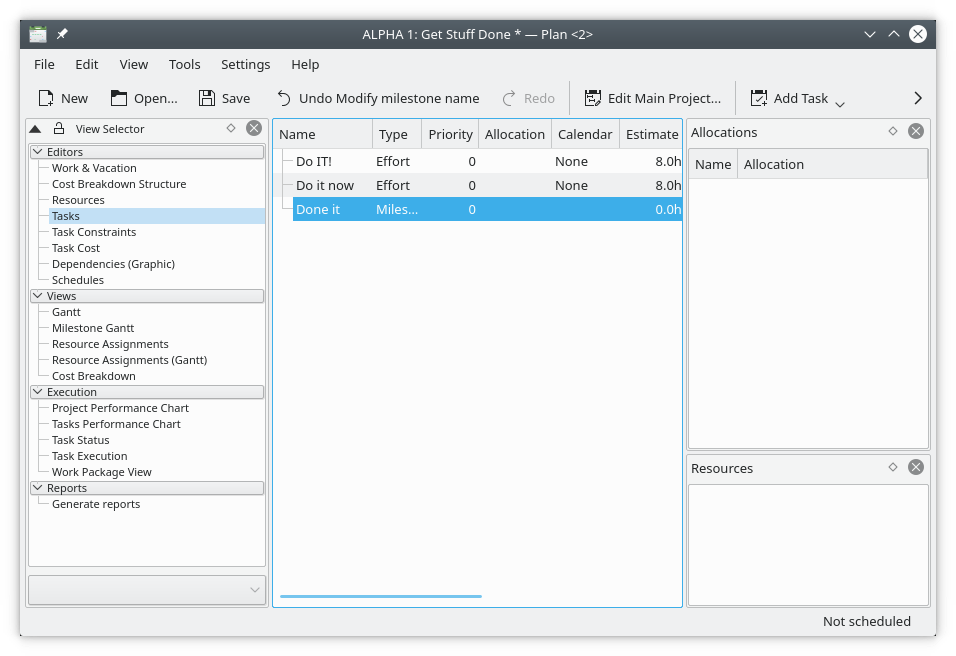 ALPHA 1: Get Stuff Done * — Plan <2>
File Edit View Tools Settings Help
New Open... Save Undo Modify milestone name Redo Edit Main Project... Add Task
View Selector
Editors
Work & Vacation
Cost Breakdown Structure
Resources
Tasks
Task Constraints
Task Cost
Dependencies (Graphic)
Schedules
Views
Gantt
Milestone Gantt
Resource Assignments
Resource Assignments (Gantt)
Cost Breakdown
Execution
Project Performance Chart
Tasks Performance Chart
Task Status
Task Execution
Work Package View
Reports
Generate reports
Name Type Priority Allocation Calendar Estimate
Do IT! Effort 0 None 8.0h
Do it now Effort 0 None 8.0h
Done it Miles... 0 0.0h
Allocations
Name Allocation
Resources
Not scheduled